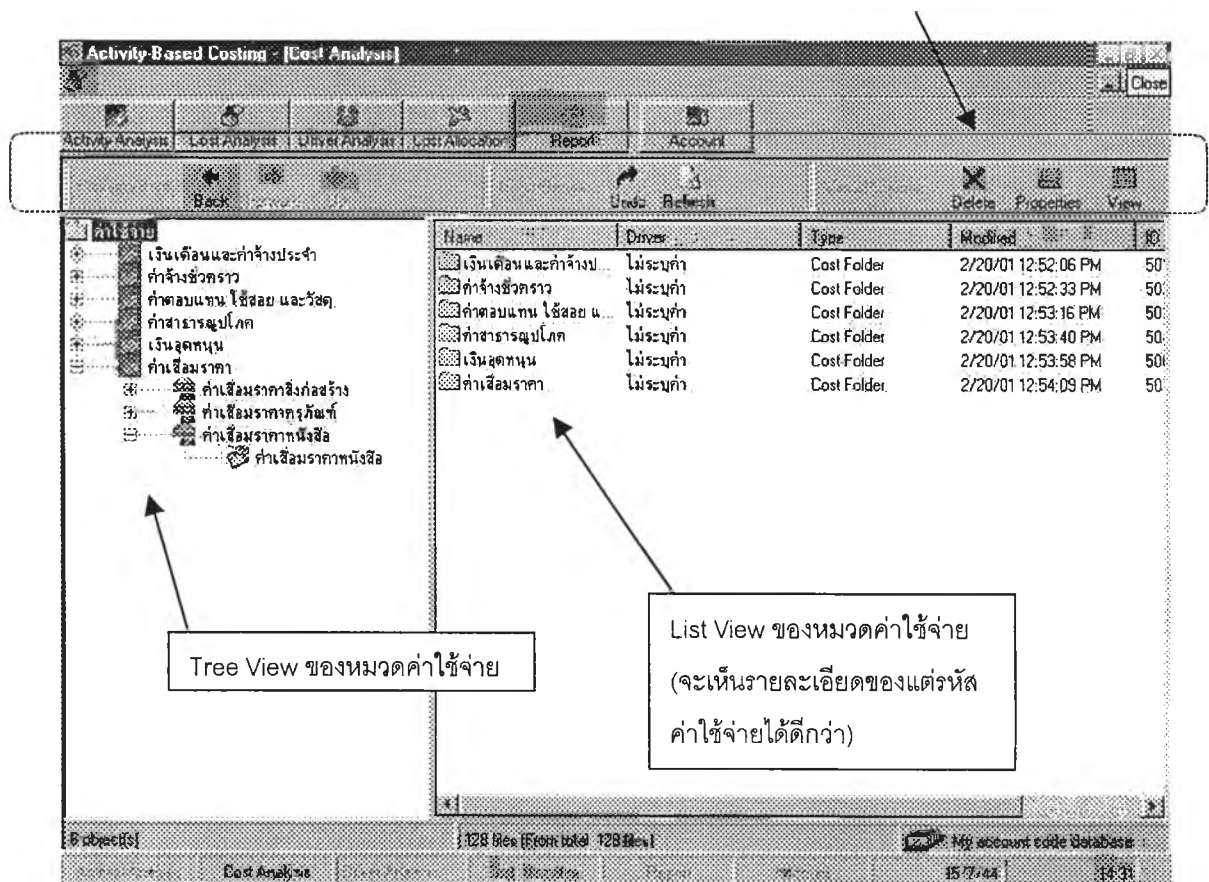 Activity-Based Costing - [Cost Analysis]
Close
Activity Analysis Cost Analysis Driver Analysis Cost Allocation Report Account
Back Undo Refresh Delete Properties View
ค่าใช้จ่าย
เงินเดือนและค่าจ้างประจำ
ค่าจ้างชั่วคราว
ค่าตอบแทน ใช้สอย และวัสดุ
ค่าสาธารณูปโภค
เงินอุดหนุน
ค่าเสื่อมราคา
ค่าเสื่อมราคาสิ่งก่อสร้าง
ค่าเสื่อมราคาครุภัณฑ์
ค่าเสื่อมราคาหนังสือ
ค่าเสื่อมราคาหนังสือ
Name Driver Type Modified ID
เงินเดือนและค่าจ้างป... ไม่ระบุค่า Cost Folder 2/20/01 12:52:06 PM 50
ค่าจ้างชั่วคราว ไม่ระบุค่า Cost Folder 2/20/01 12:52:33 PM 50
ค่าตอบแทน ใช้สอย แ... ไม่ระบุค่า Cost Folder 2/20/01 12:53:16 PM 50
ค่าสาธารณูปโภค ไม่ระบุค่า Cost Folder 2/20/01 12:53:40 PM 50
เงินอุดหนุน ไม่ระบุค่า Cost Folder 2/20/01 12:53:58 PM 50
ค่าเสื่อมราคา ไม่ระบุค่า Cost Folder 2/20/01 12:54:09 PM 50
Tree View ของหมวดค่าใช้จ่าย
List View ของหมวดค่าใช้จ่าย
(จะเห็นรายละเอียดของแต่รหัส
ค่าใช้จ่ายได้ดีกว่า)
6 object(s) 128 files (From total 128 files) My account code database
Cost Analysis 15/7/44 14:31